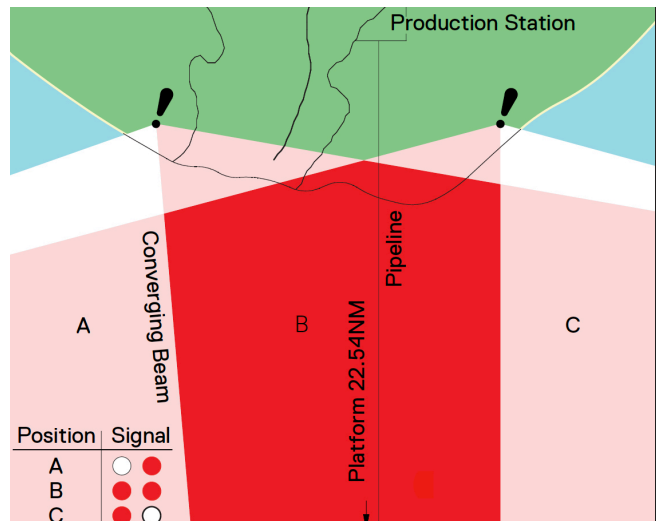 Production Station
Pipeline
Converging Beam
A
B
C
Platform 22.54NM
Position Signal
A
B
C